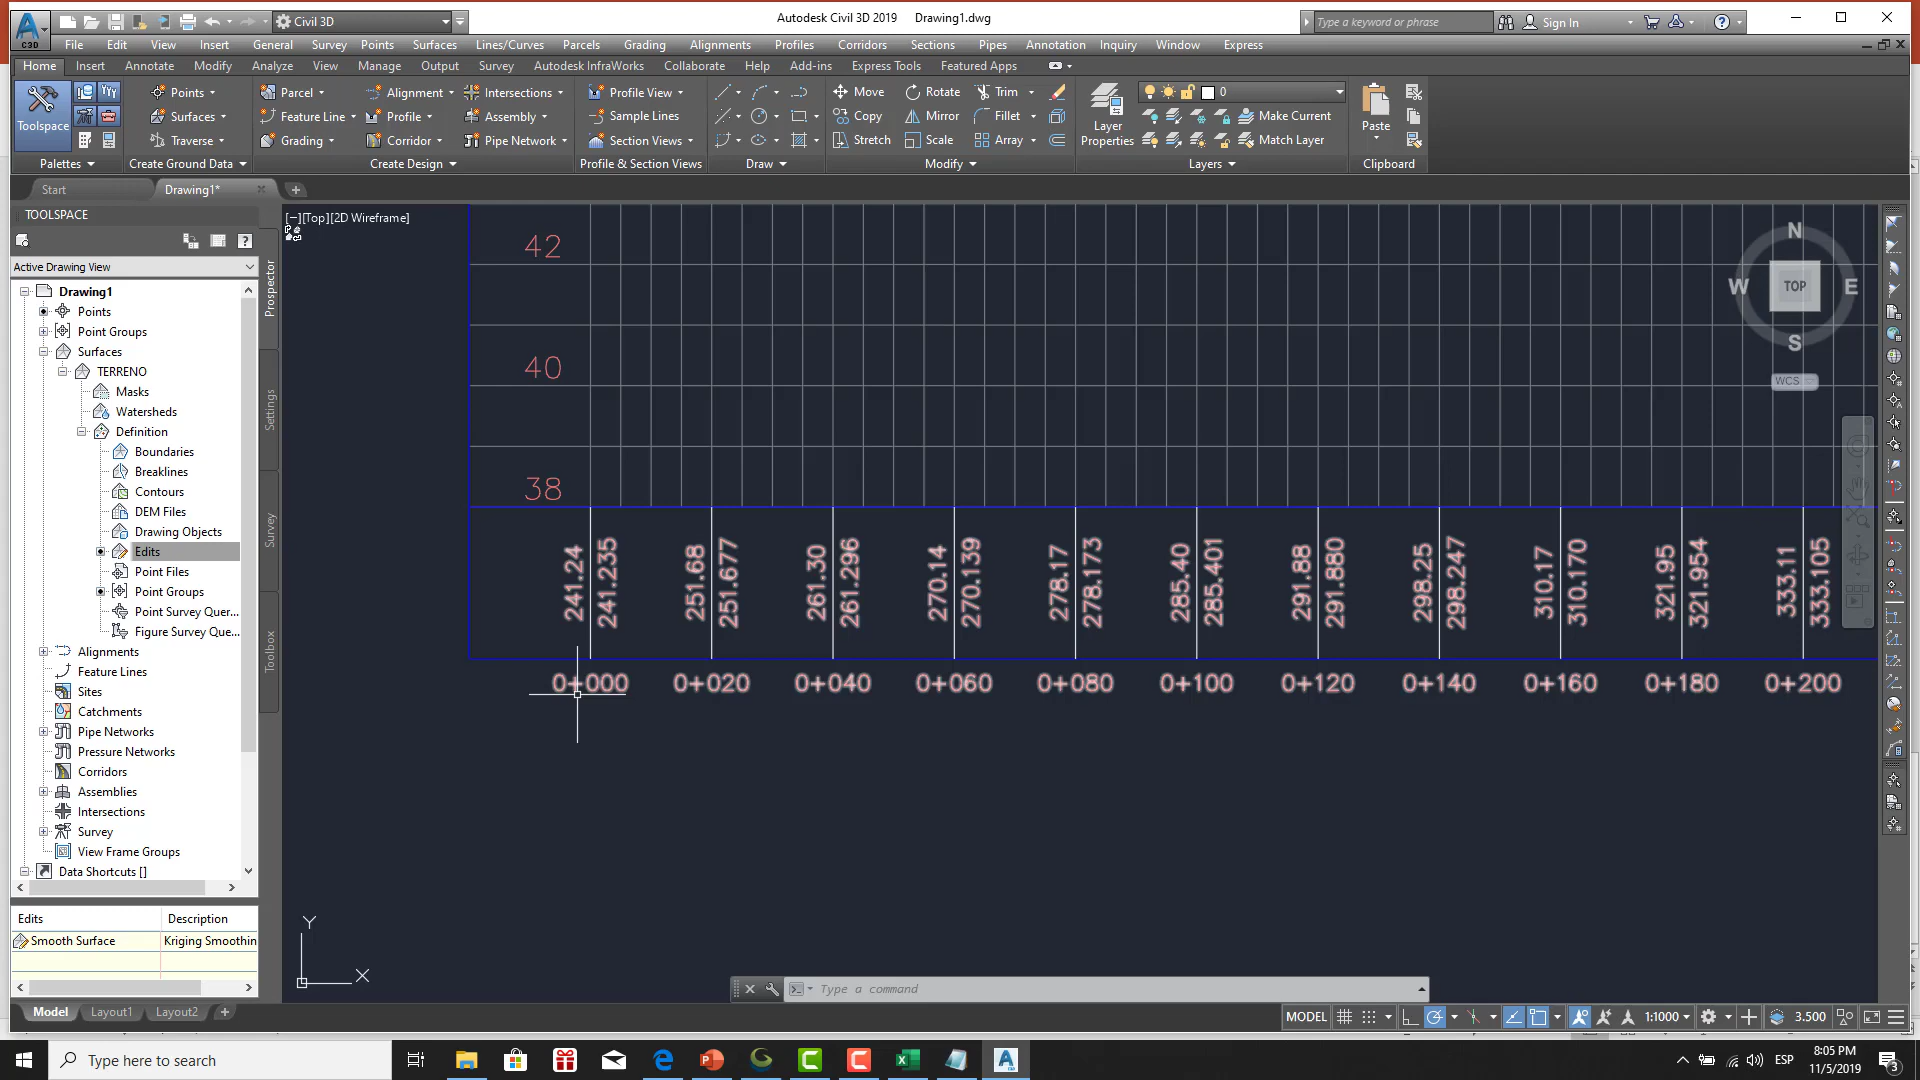 Civil 3D
Autodesk Civil 3D 2019 Drawing1.dwg
Type a keyword or phrase
Sign In
C3D
File Edit View Insert General Survey Points Surfaces Lines/Curves Parcels Grading Alignments Profiles Corridors Sections Pipes Annotation Inquiry Window Express
Home Insert Annotate Modify Analyze View Manage Output Survey Autodesk InfraWorks Collaborate Help Add-ins Express Tools Featured Apps
Points Parcel Alignment Intersections Profile View Move Rotate Trim 0
Toolspace Surfaces Feature Line Profile Assembly Sample Lines Copy Mirror Fillet Layer Properties Make Current Paste
Traverse Grading Corridor Pipe Network Section Views Stretch Scale Array Match Layer
Palettes Create Ground Data Create Design Profile & Section Views Draw Modify Layers Clipboard
Start Drawing1*
TOOLSPACE
[−][Top][2D Wireframe]
Active Drawing View
Drawing1
Points
Point Groups
Surfaces
TERRENO
Masks
Watersheds
Definition
Boundaries
Breaklines
Contours
DEM Files
Drawing Objects
Edits
Point Files
Point Groups
Point Survey Quer...
Figure Survey Que...
Alignments
Feature Lines
Sites
Catchments
Pipe Networks
Pressure Networks
Corridors
Assemblies
Intersections
Survey
View Frame Groups
Data Shortcuts []
Prospector
Settings
Survey
Toolbox
Edits Description
Smooth Surface Kriging Smoothin
42
40
38
241.24 241.235 251.68 251.677 261.30 261.296 270.14 270.139 278.17 278.173 285.40 285.401 291.88 291.880 298.25 298.247 310.17 310.170 321.95 321.954 333.11 333.105
0+000 0+020 0+040 0+060 0+080 0+100 0+120 0+140 0+160 0+180 0+200
N
W TOP E
S
WCS
Y
X
Type a command
Model Layout1 Layout2
MODEL 1:1000 3.500
Type here to search
ESP
8:05 PM
11/5/2019
3